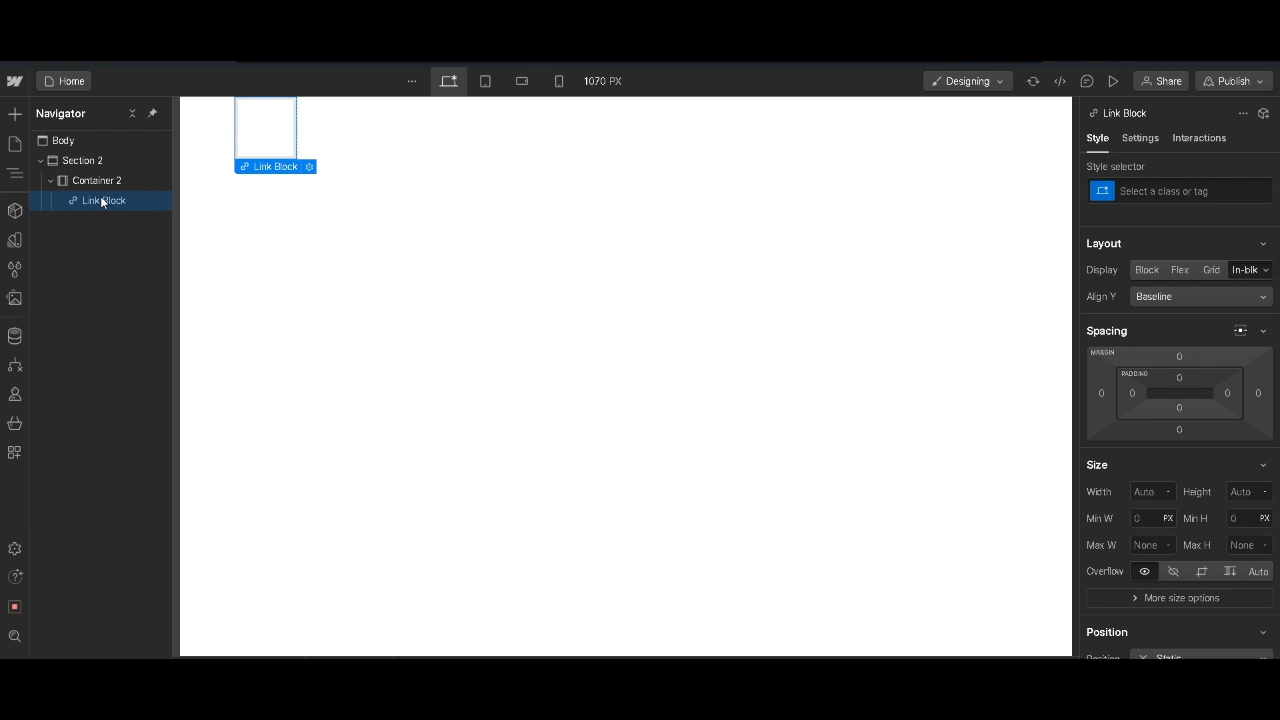 Home
1070 PX
Designing
Share
Publish
Navigator
Body
Section 2
Container 2
Link Block
Link Block
Link Block
Style
Settings
Interactions
Style selector
Select a class or tag
Layout
Display
Block
Flex
Grid
In-blk
Align Y
Baseline
Spacing
MARGIN
0
PADDING
0
0
0
0
0
0
0
Size
Width
Auto
-
Height
Auto
-
Min W
0
PX
Min H
0
PX
Max W
None
-
Max H
None
-
Overflow
Auto
More size options
Position
Position
Static